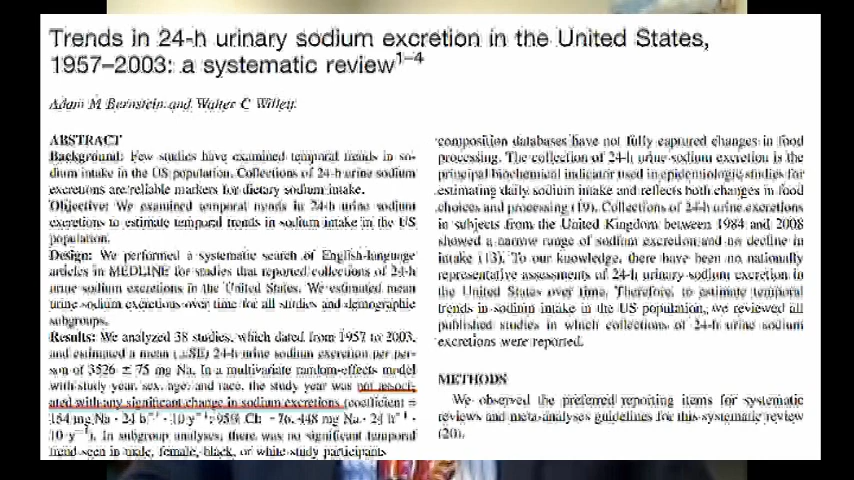 Trends in 24-h urinary sodium excretion in the United States,
1957–2003: a systematic review1–4
Adam M Bernstein and Walter C Willett
ABSTRACT
Background: Few studies have examined temporal trends in so-
dium intake in the US population. Collections of 24-h urine sodium
excretions are reliable markers for dietary sodium intake.
Objective: We examined temporal trends in 24-h urine sodium
excretions to estimate temporal trends in sodium intake in the US
population.
Design: We performed a systematic search of English-language
articles in MEDLINE for studies that reported collections of 24-h
urine sodium excretions in the United States. We estimated mean
urine sodium excretions over time for all studies and demographic
subgroups.
Results: We analyzed 38 studies, which dated from 1957 to 2003,
and estimated a mean (±SE) 24-h urine sodium excretion per per-
son of 3526 ± 75 mg Na. In a multivariate random-effects model
with study year, sex, age, and race, the study year was not associ-
ated with any significant change in sodium excretions (coefficient =
164 mg Na · 24 h−1 · 10 y−1; 95% CI: −76, 448 mg Na · 24 h−1 ·
10 y−1). In subgroup analyses, there was no significant temporal
trend seen in male, female, black, or white study participants
composition databases have not fully captured changes in food
processing. The collection of 24-h urine sodium excretion is the
principal biochemical indicator used in epidemiologic studies for
estimating daily sodium intake and reflects both changes in food
choices and processing (19). Collections of 24-h urine excretions
in subjects from the United Kingdom between 1984 and 2008
showed a narrow range of sodium excretion and no decline in
intake (13). To our knowledge, there have been no nationally
representative assessments of 24-h urinary sodium excretion in
the United States over time. Therefore, to estimate temporal
trends in sodium intake in the US population, we reviewed all
published studies in which collections of 24-h urine sodium
excretions were reported.
METHODS
We observed the preferred reporting items for systematic
reviews and meta-analyses guidelines for this systematic review
(20).